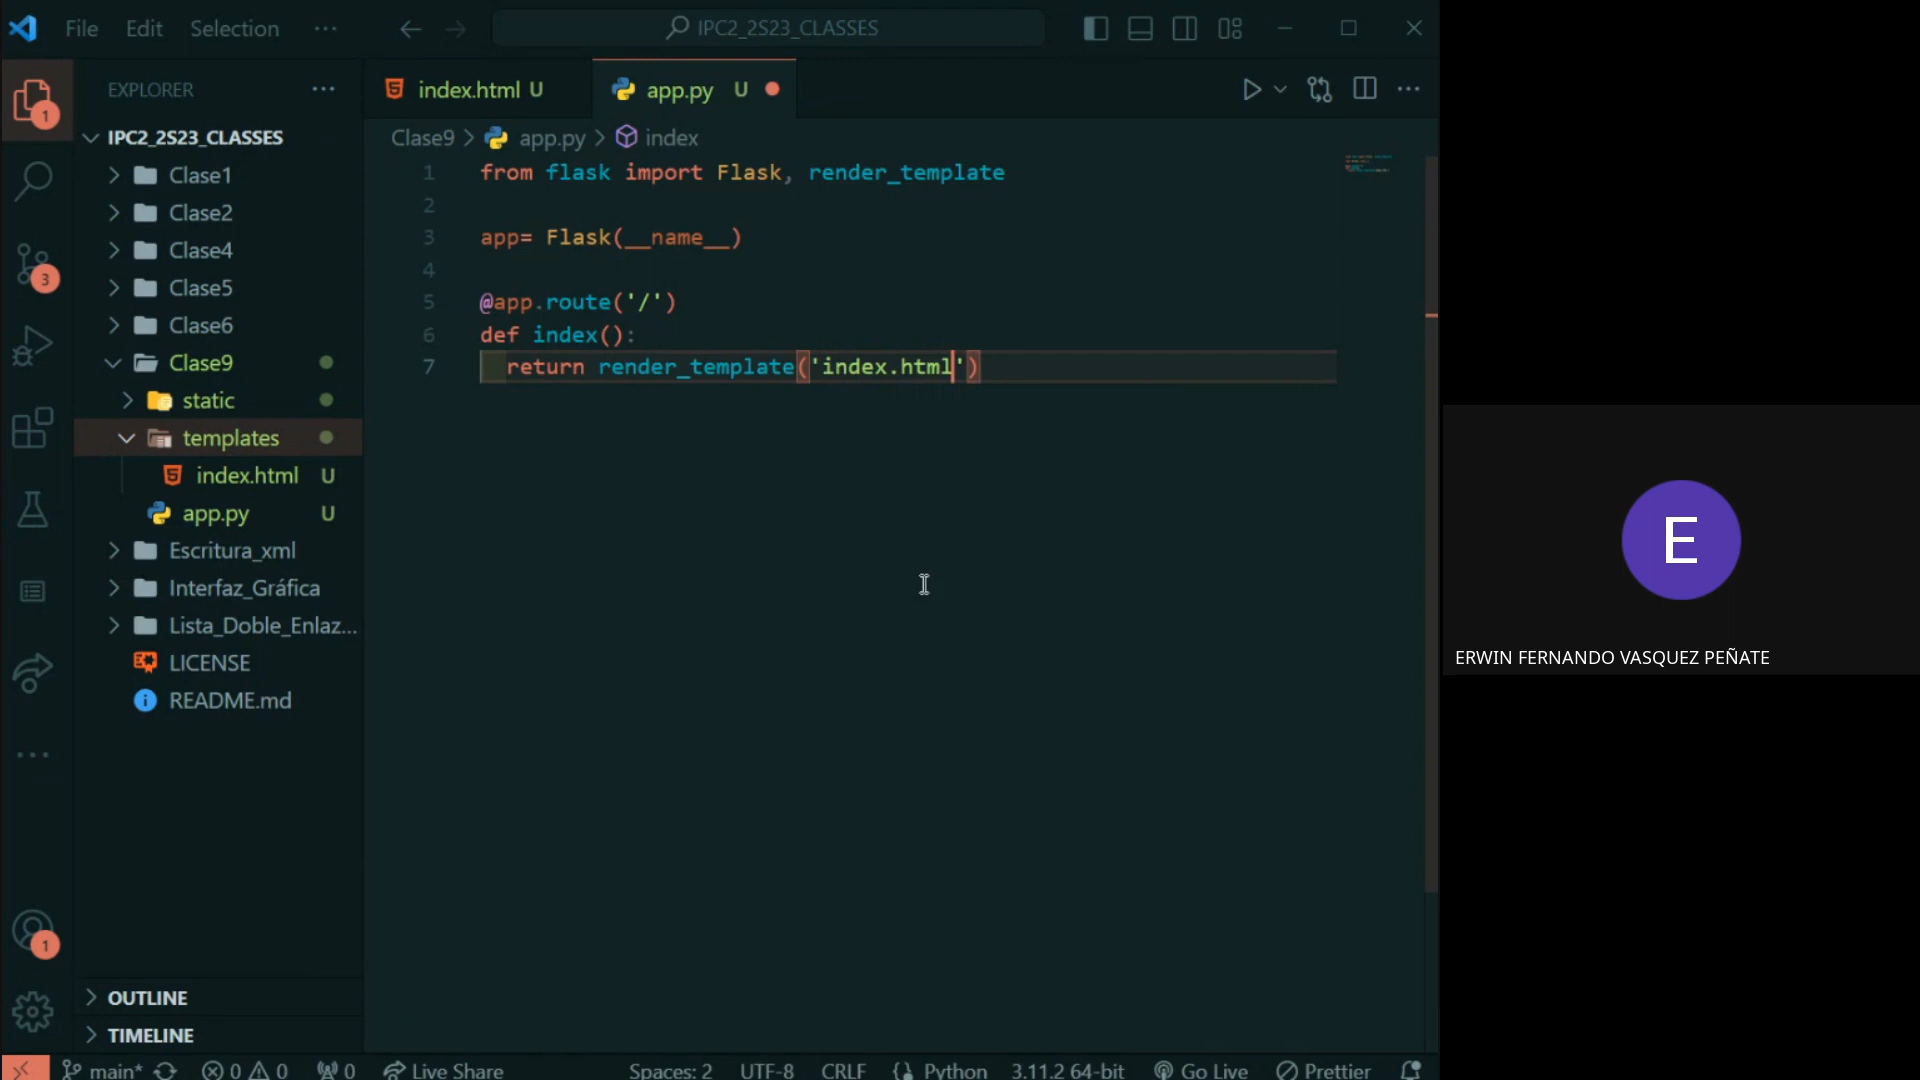 File Edit Selection ···
IPC2_2S23_CLASSES
EXPLORER ···
IPC2_2S23_CLASSES
Clase1
Clase2
Clase4
Clase5
Clase6
Clase9
static
templates
index.html U
app.py U
Escritura_xml
Interfaz_Gráfica
Lista_Doble_Enlaz...
LICENSE
README.md
OUTLINE
TIMELINE
1
3
1
index.html U
app.py U
Clase9 > app.py > index
1 from flask import Flask, render_template
2
3 app= Flask(__name__)
4
5 @app.route('/')
6 def index():
7 return render_template('index.html')
main* 0 0 0 Live Share Spaces: 2 UTF-8 CRLF {} Python 3.11.2 64-bit Go Live Prettier
E
ERWIN FERNANDO VASQUEZ PEÑATE